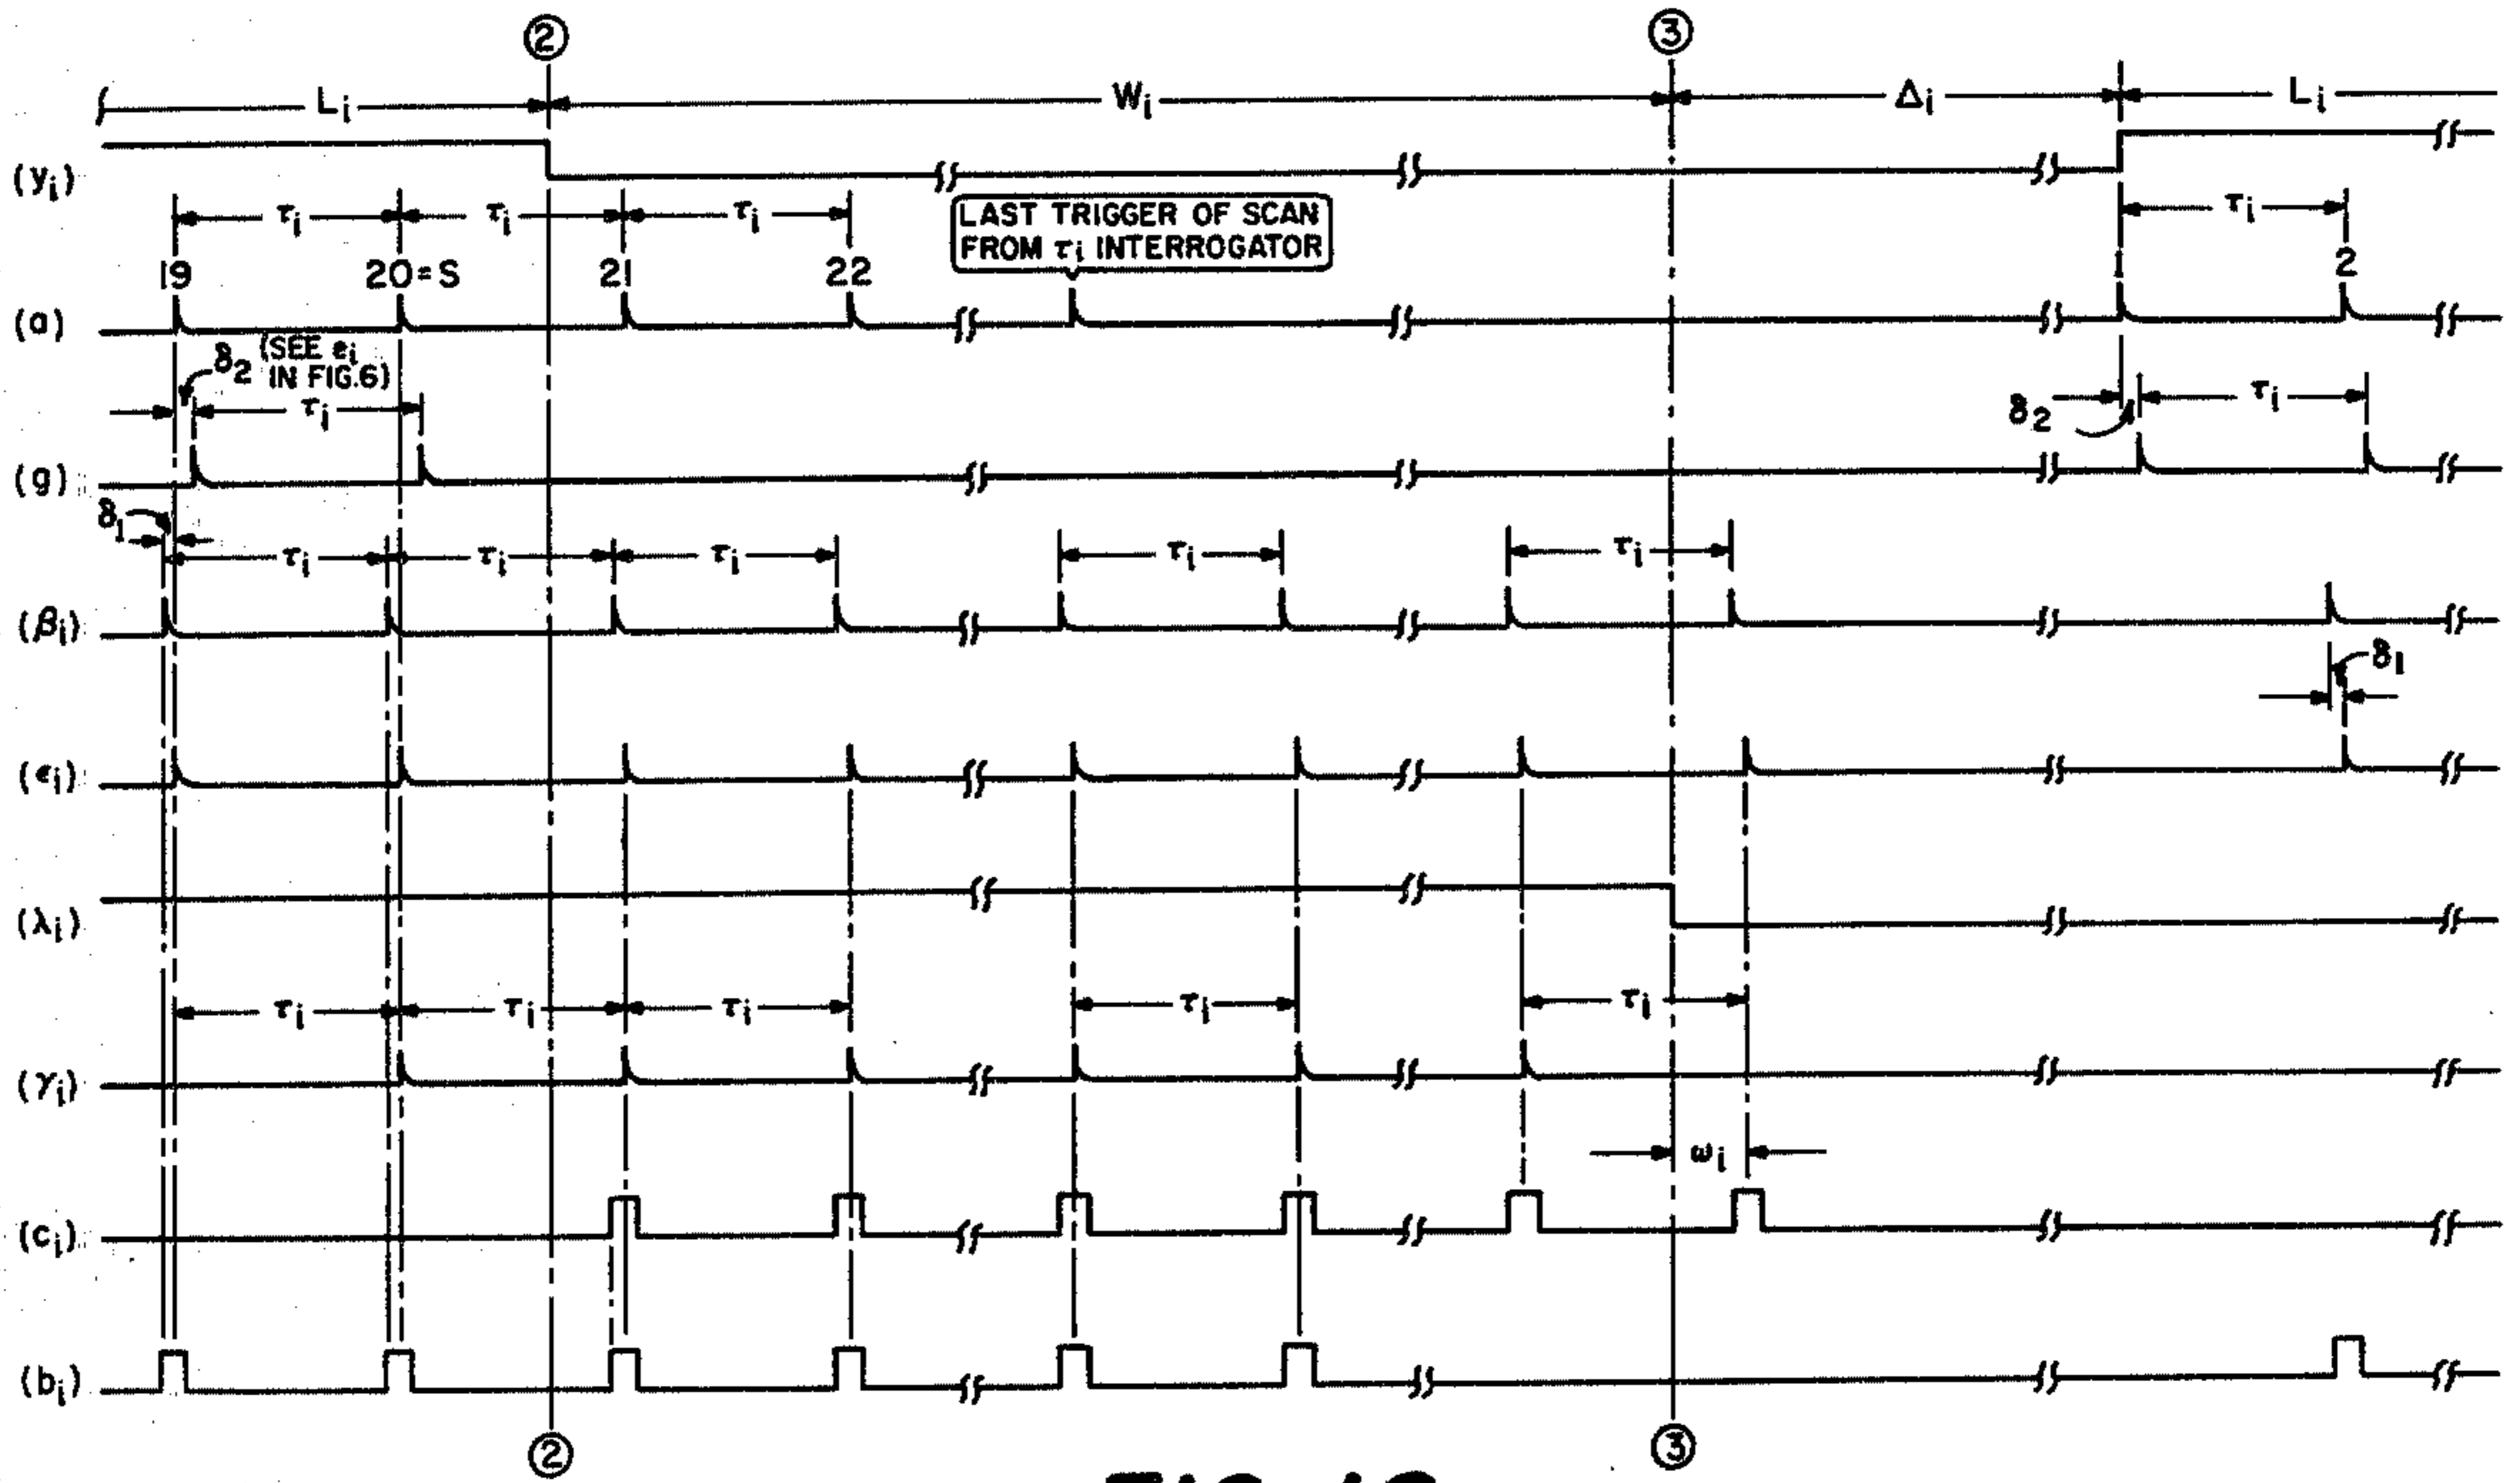 ② ③
Lᵢ Wᵢ Δᵢ Lᵢ
(yᵢ)
τᵢ τᵢ τᵢ τᵢ
LAST TRIGGER OF SCAN
FROM τᵢ INTERROGATOR
19 20=S 21 22 2
(a)
δ₂ (SEE eᵢ
IN FIG.6)
τᵢ δ₂ τᵢ
(g)
δ₁
τᵢ τᵢ τᵢ τᵢ τᵢ
(βᵢ)
δ₁
(ϵᵢ)
(λᵢ)
τᵢ τᵢ τᵢ τᵢ τᵢ
(γᵢ)
ωᵢ
(cᵢ)
(bᵢ)
② ③